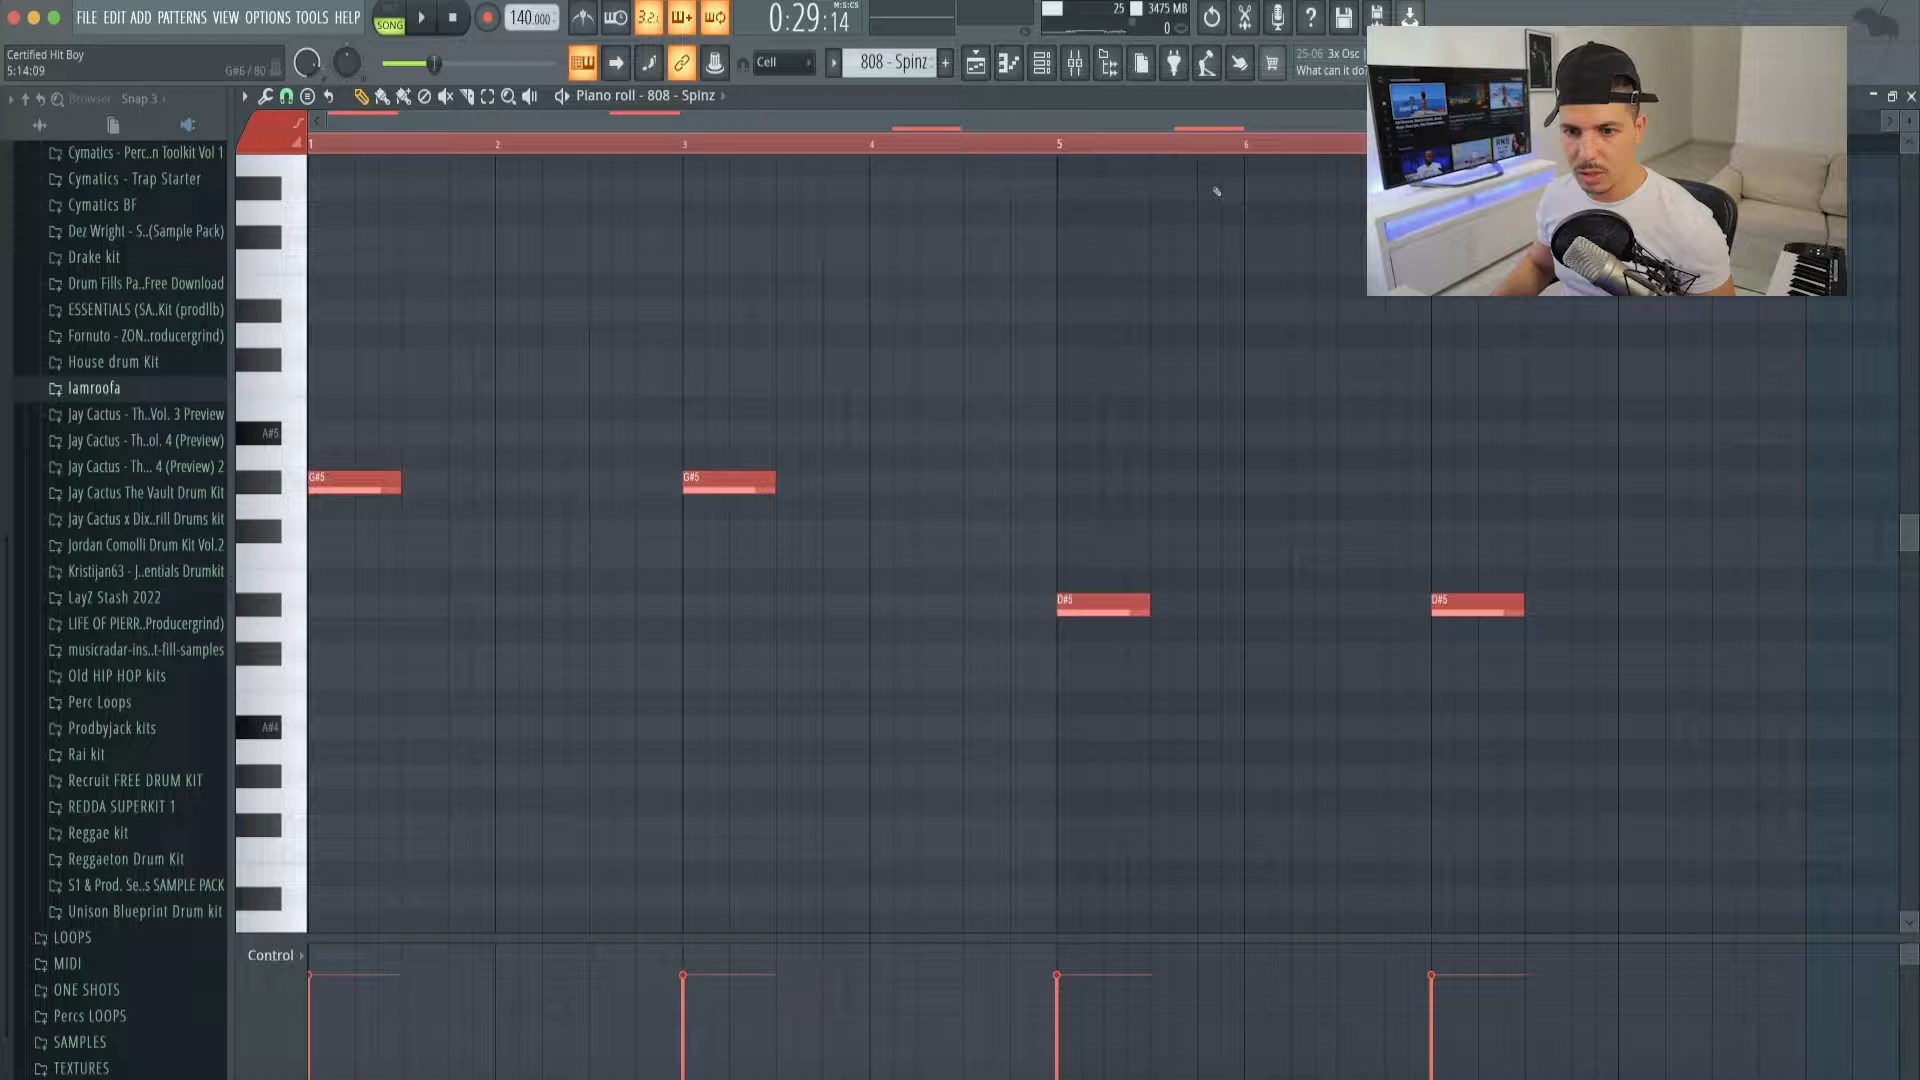 FILE EDIT ADD PATTERNS VIEW OPTIONS TOOLS HELP
SONG
140.000
3.2.
0:29:14
M:S:CS
25
3475 MB
0
Certified Hit Boy
5:14:09
G#6 / 80
Cell
808 - Spinz
25-06 3x Osc
What can it do?
Browser
Snap 3
Piano roll - 808 - Spinz
Cymatics - Perc..n Toolkit Vol 1
Cymatics - Trap Starter
Cymatics BF
Dez Wright - S..(Sample Pack)
Drake kit
Drum Fills Pa..Free Download
ESSENTIALS (SA..Kit (prodllb)
Fornuto - ZON..roducergrind)
House drum Kit
Iamroofa
Jay Cactus - Th..Vol. 3 Preview
Jay Cactus - Th..ol. 4 (Preview)
Jay Cactus - Th... 4 (Preview) 2
Jay Cactus The Vault Drum Kit
Jay Cactus x Dix..rill Drums kit
Jordan Comolli Drum Kit Vol.2
Kristijan63 - J..entials Drumkit
LayZ Stash 2022
LIFE OF PIERR..Producergrind)
musicradar-ins..t-fill-samples
Old HIP HOP kits
Perc Loops
Prodbyjack kits
Rai kit
Recruit FREE DRUM KIT
REDDA SUPERKIT 1
Reggae kit
Reggaeton Drum Kit
S1 & Prod. Se..s SAMPLE PACK
Unison Blueprint Drum kit
LOOPS
MIDI
ONE SHOTS
Percs LOOPS
SAMPLES
TEXTURES
1
2
3
4
5
6
A#5
G#5
G#5
D#5
D#5
A#4
Control